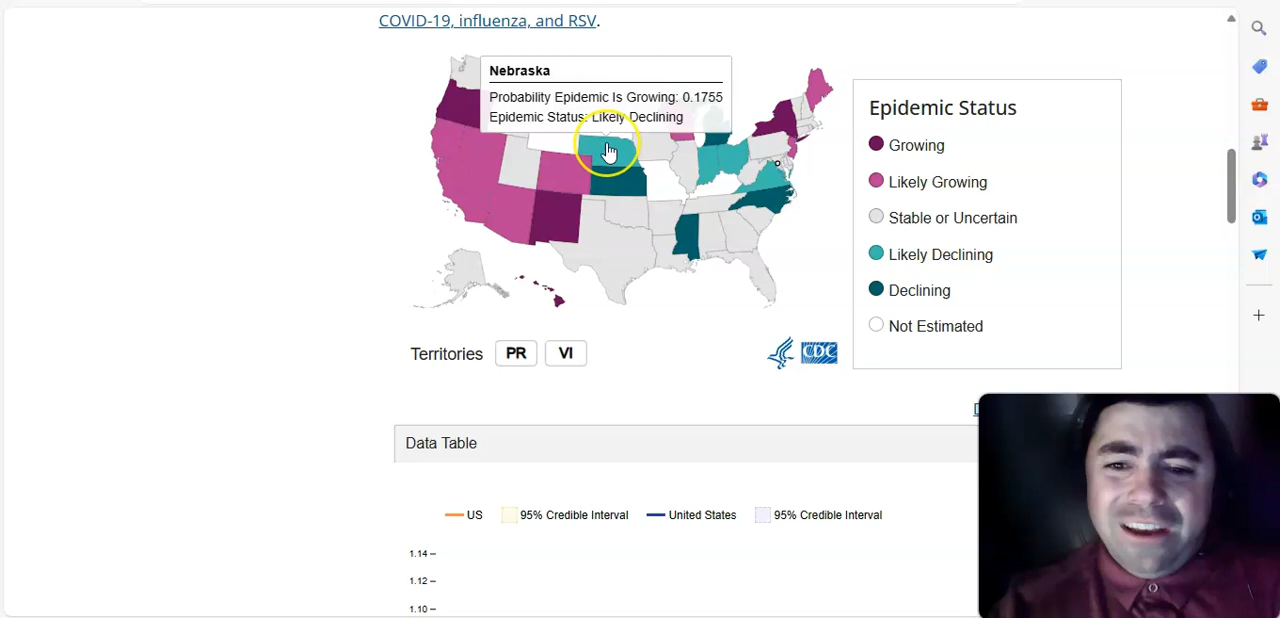 COVID-19, influenza, and RSV.
Nebraska
Probability Epidemic Is Growing: 0.1755
Epidemic Status: Likely Declining
Epidemic Status
Growing
Likely Growing
Stable or Uncertain
Likely Declining
Declining
Not Estimated
Territories PR VI
CDC
Data Table
US 95% Credible Interval United States 95% Credible Interval
1.14
1.12
1.10